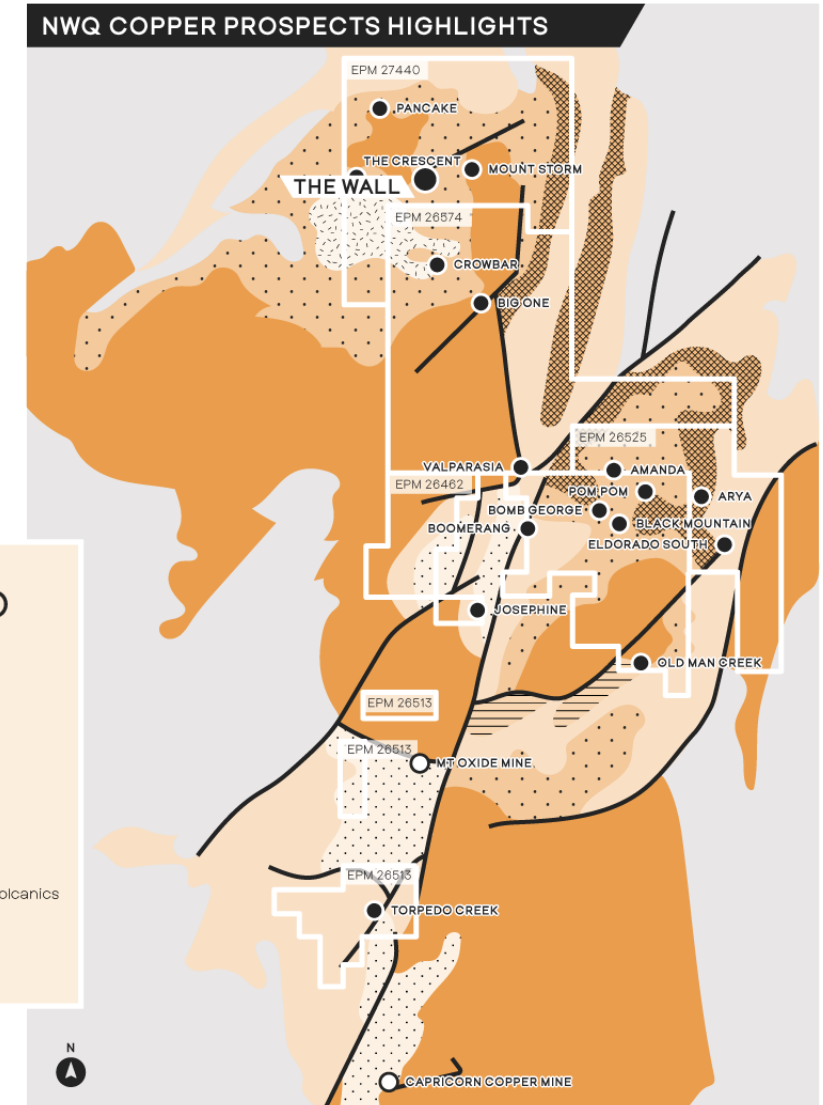 NWQ COPPER PROSPECTS HIGHLIGHTS
EPM 27440
PANCAKE
THE CRESCENT
MOUNT STORM
THE WALL
EPM 26574
CROWBAR
BIG ONE
EPM 26525
VALPARASIA
AMANDA
EPM 26462
POM POM
ARYA
BOMB GEORGE
BLACK MOUNTAIN
BOOMERANG
ELDORADO SOUTH
JOSEPHINE
OLD MAN CREEK
EPM 26513
EPM 26513
MT OXIDE MINE
EPM 26513
olcanics
TORPEDO CREEK
N
CAPRICORN COPPER MINE